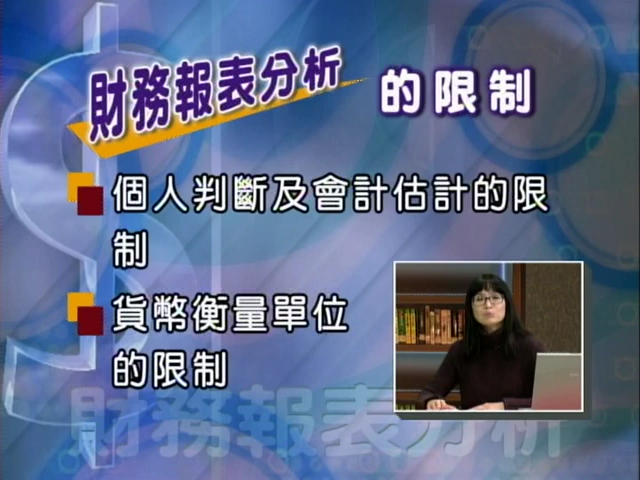 財務報表分析 的限制
個人判斷及會計估計的限
制
貨幣衡量單位
的限制
財務報表分析